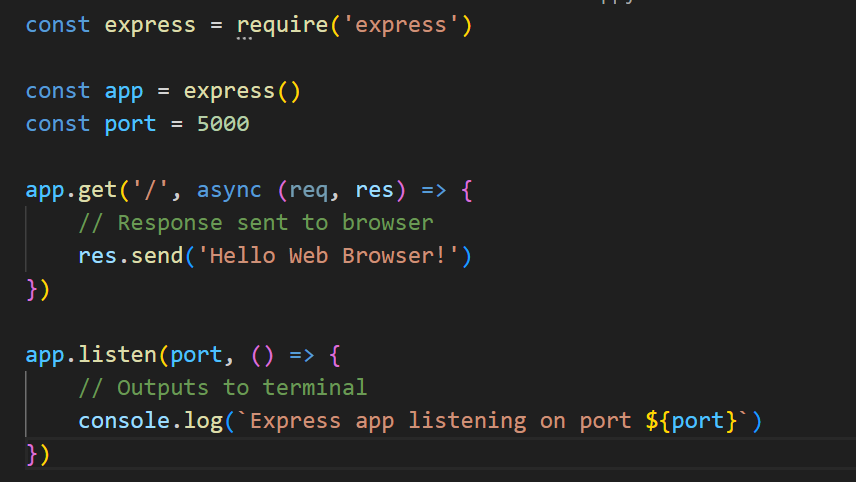 const express = require('express')
const app = express()
const port = 5000
app.get('/', async (req, res) => {
    // Response sent to browser
    res.send('Hello Web Browser!')
})
app.listen(port, () => {
    // Outputs to terminal
    console.log(`Express app listening on port ${port}`)
})